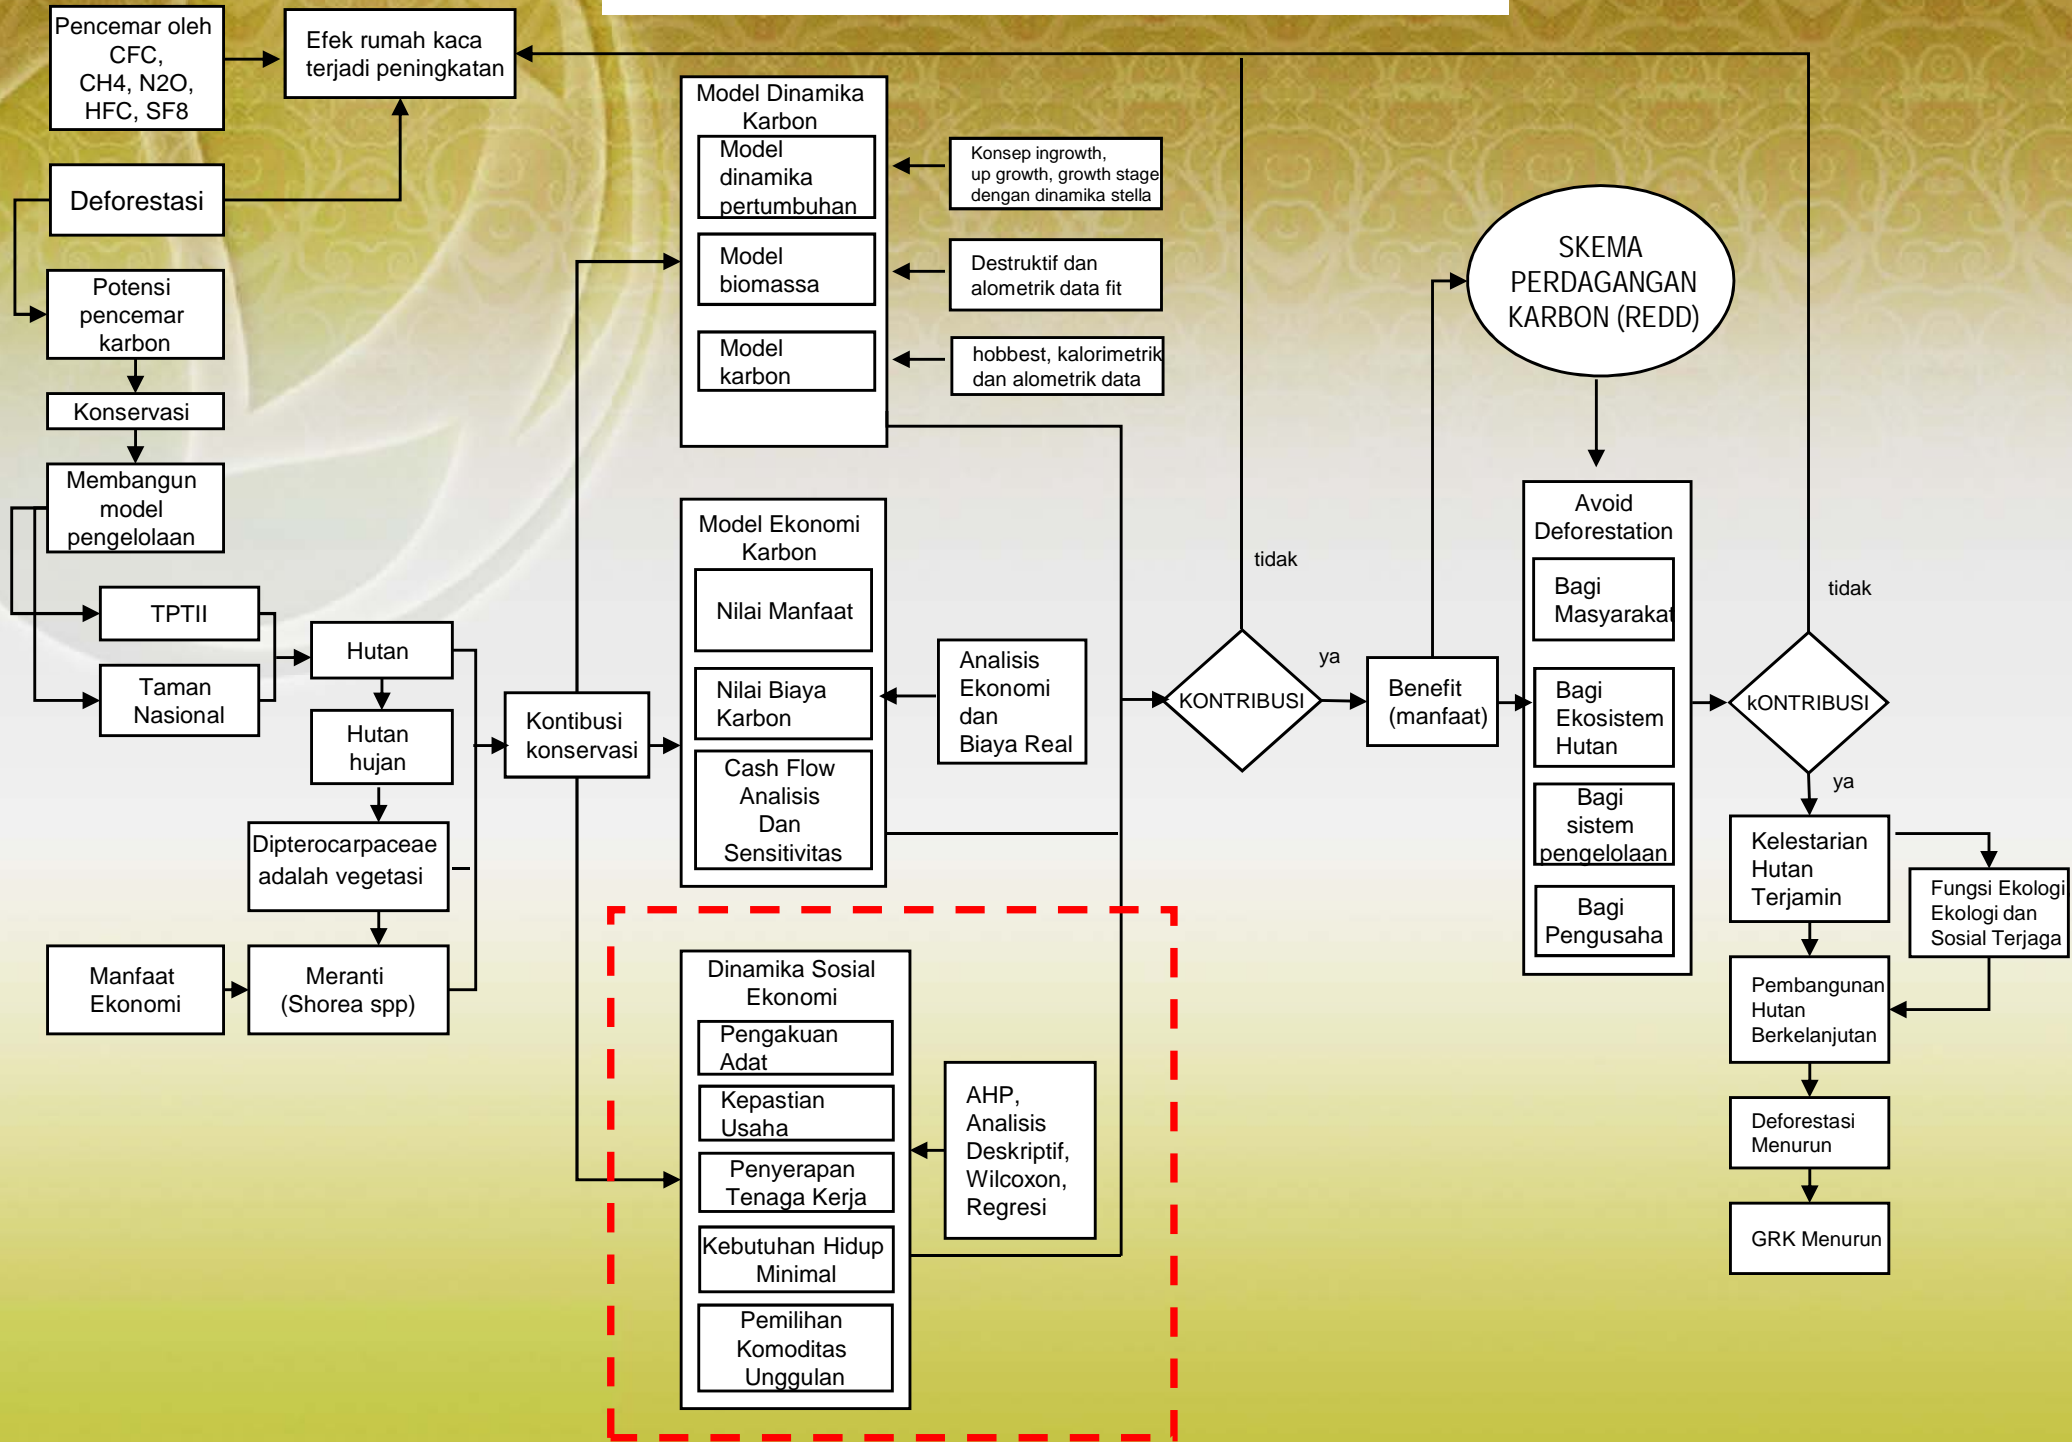 Pencemar oleh
CFC,
CH4, N2O,
HFC, SF8
Efek rumah kaca
terjadi peningkatan
Deforestasi
Potensi
pencemar
karbon
Konservasi
Membangun
model
pengelolaan
TPTII
Taman
Nasional
Hutan
Hutan
hujan
Dipterocarpaceae
adalah vegetasi
Manfaat
Ekonomi
Meranti
(Shorea spp)
Kontibusi
konservasi
Model Dinamika
Karbon
Model
dinamika
pertumbuhan
Model
biomassa
Model
karbon
Konsep ingrowth,
up growth, growth stage
dengan dinamika stella
Destruktif dan
alometrik data fit
hobbest, kalorimetrik
dan alometrik data
Model Ekonomi
Karbon
Nilai Manfaat
Nilai Biaya
Karbon
Cash Flow
Analisis
Dan
Sensitivitas
Analisis
Ekonomi
dan
Biaya Real
Dinamika Sosial
Ekonomi
Pengakuan
Adat
Kepastian
Usaha
Penyerapan
Tenaga Kerja
Kebutuhan Hidup
Minimal
Pemilihan
Komoditas
Unggulan
AHP,
Analisis
Deskriptif,
Wilcoxon,
Regresi
KONTRIBUSI
tidak
ya
Benefit
(manfaat)
SKEMA
PERDAGANGAN
KARBON (REDD)
Avoid
Deforestation
Bagi
Masyarakat
Bagi
Ekosistem
Hutan
Bagi
sistem
pengelolaan
Bagi
Pengusaha
kONTRIBUSI
tidak
ya
Kelestarian
Hutan
Terjamin
Fungsi Ekologi
Ekologi dan
Sosial Terjaga
Pembangunan
Hutan
Berkelanjutan
Deforestasi
Menurun
GRK Menurun